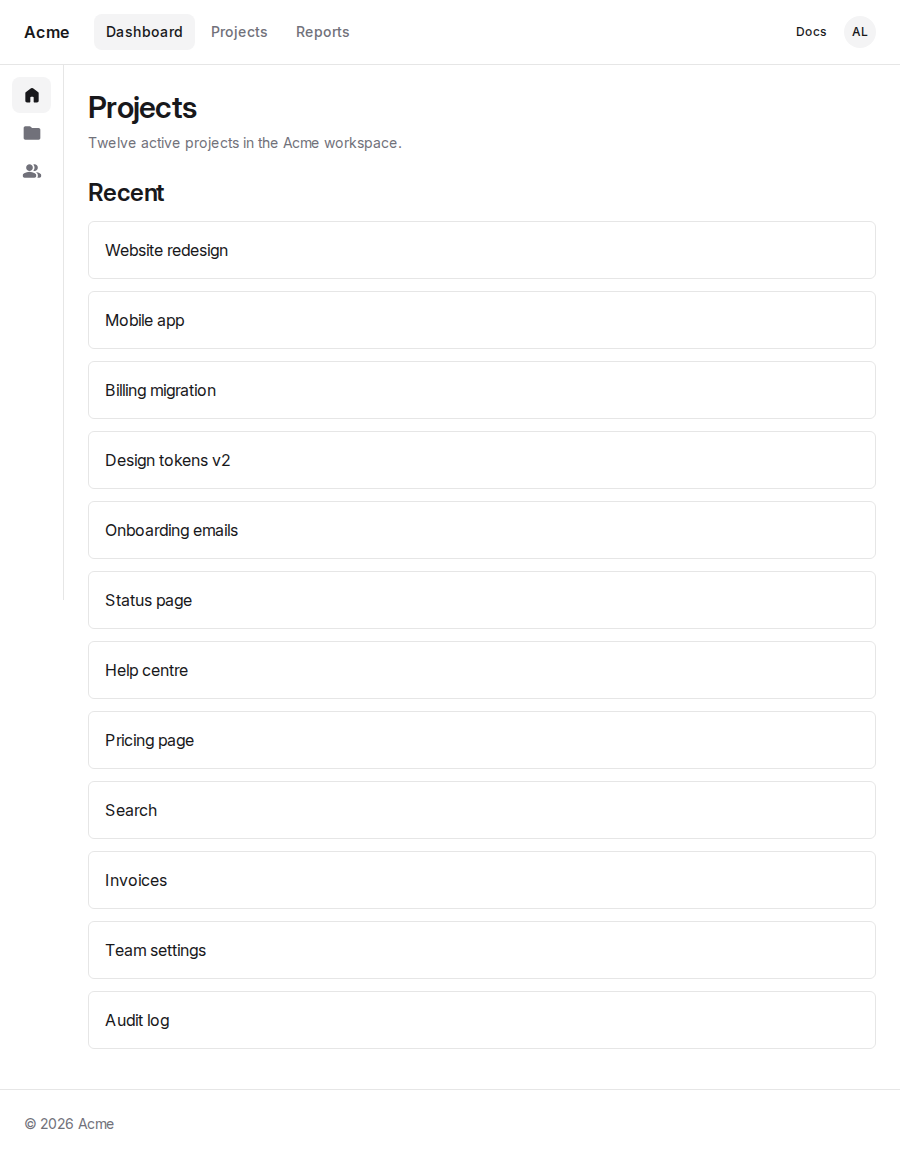 Acme Dashboard Projects Reports Docs AL
Projects
Twelve active projects in the Acme workspace.
Recent
Website redesign
Mobile app
Billing migration
Design tokens v2
Onboarding emails
Status page
Help centre
Pricing page
Search
Invoices
Team settings
Audit log
© 2026 Acme